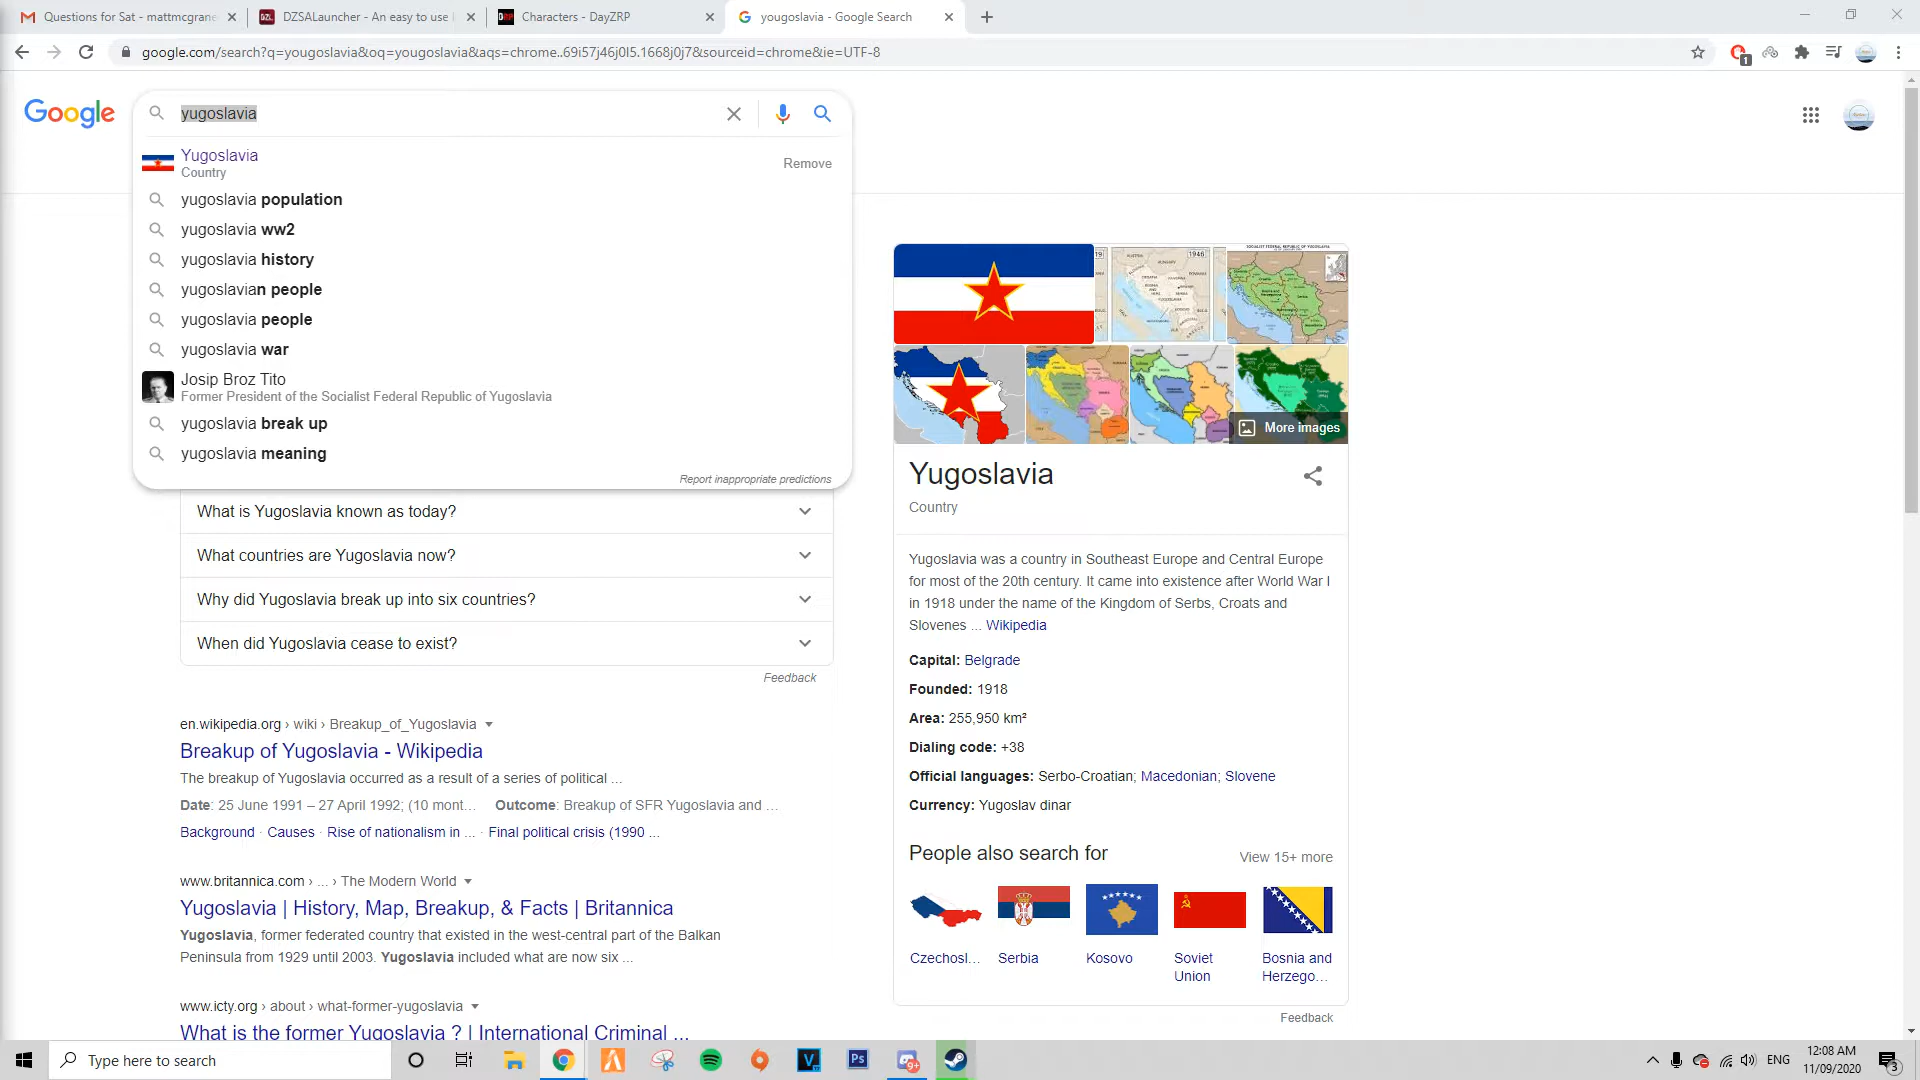 Questions for Sat - mattmcgrane
DZSALauncher - An easy to use
Characters - DayZRP
yougoslavia - Google Search
google.com/search?q=yougoslavia&oq=yougoslavia&aqs=chrome..69i57j46j0l5.1668j0j7&sourceid=chrome&ie=UTF-8
1
Google
yugoslavia
Yugoslavia
Country
Remove
yugoslavia population
yugoslavia ww2
yugoslavia history
yugoslavian people
yugoslavia people
yugoslavia war
Josip Broz Tito
Former President of the Socialist Federal Republic of Yugoslavia
yugoslavia break up
yugoslavia meaning
Report inappropriate predictions
What is Yugoslavia known as today?
What countries are Yugoslavia now?
Why did Yugoslavia break up into six countries?
When did Yugoslavia cease to exist?
Feedback
en.wikipedia.org › wiki › Breakup_of_Yugoslavia
Breakup of Yugoslavia - Wikipedia
The breakup of Yugoslavia occurred as a result of a series of political ...
Date: 25 June 1991 – 27 April 1992; (10 mont... Outcome: Breakup of SFR Yugoslavia and ...
Background · Causes · Rise of nationalism in ... · Final political crisis (1990 ...
www.britannica.com › ... › The Modern World
Yugoslavia | History, Map, Breakup, & Facts | Britannica
Yugoslavia, former federated country that existed in the west-central part of the Balkan
Peninsula from 1929 until 2003. Yugoslavia included what are now six ...
www.icty.org › about › what-former-yugoslavia
What is the former Yugoslavia ? | International Criminal ...
1946
SOCIALIST FEDERAL REPUBLIC OF YUGOSLAVIA
More images
Yugoslavia
Country
Yugoslavia was a country in Southeast Europe and Central Europe
for most of the 20th century. It came into existence after World War I
in 1918 under the name of the Kingdom of Serbs, Croats and
Slovenes ... Wikipedia
Capital: Belgrade
Founded: 1918
Area: 255,950 km²
Dialing code: +38
Official languages: Serbo-Croatian; Macedonian; Slovene
Currency: Yugoslav dinar
People also search for
View 15+ more
Czechosl...
Serbia
Kosovo
Soviet
Union
Bosnia and
Herzego...
Feedback
Type here to search
V
Ps
9+
ENG
12:08 AM
11/09/2020
3